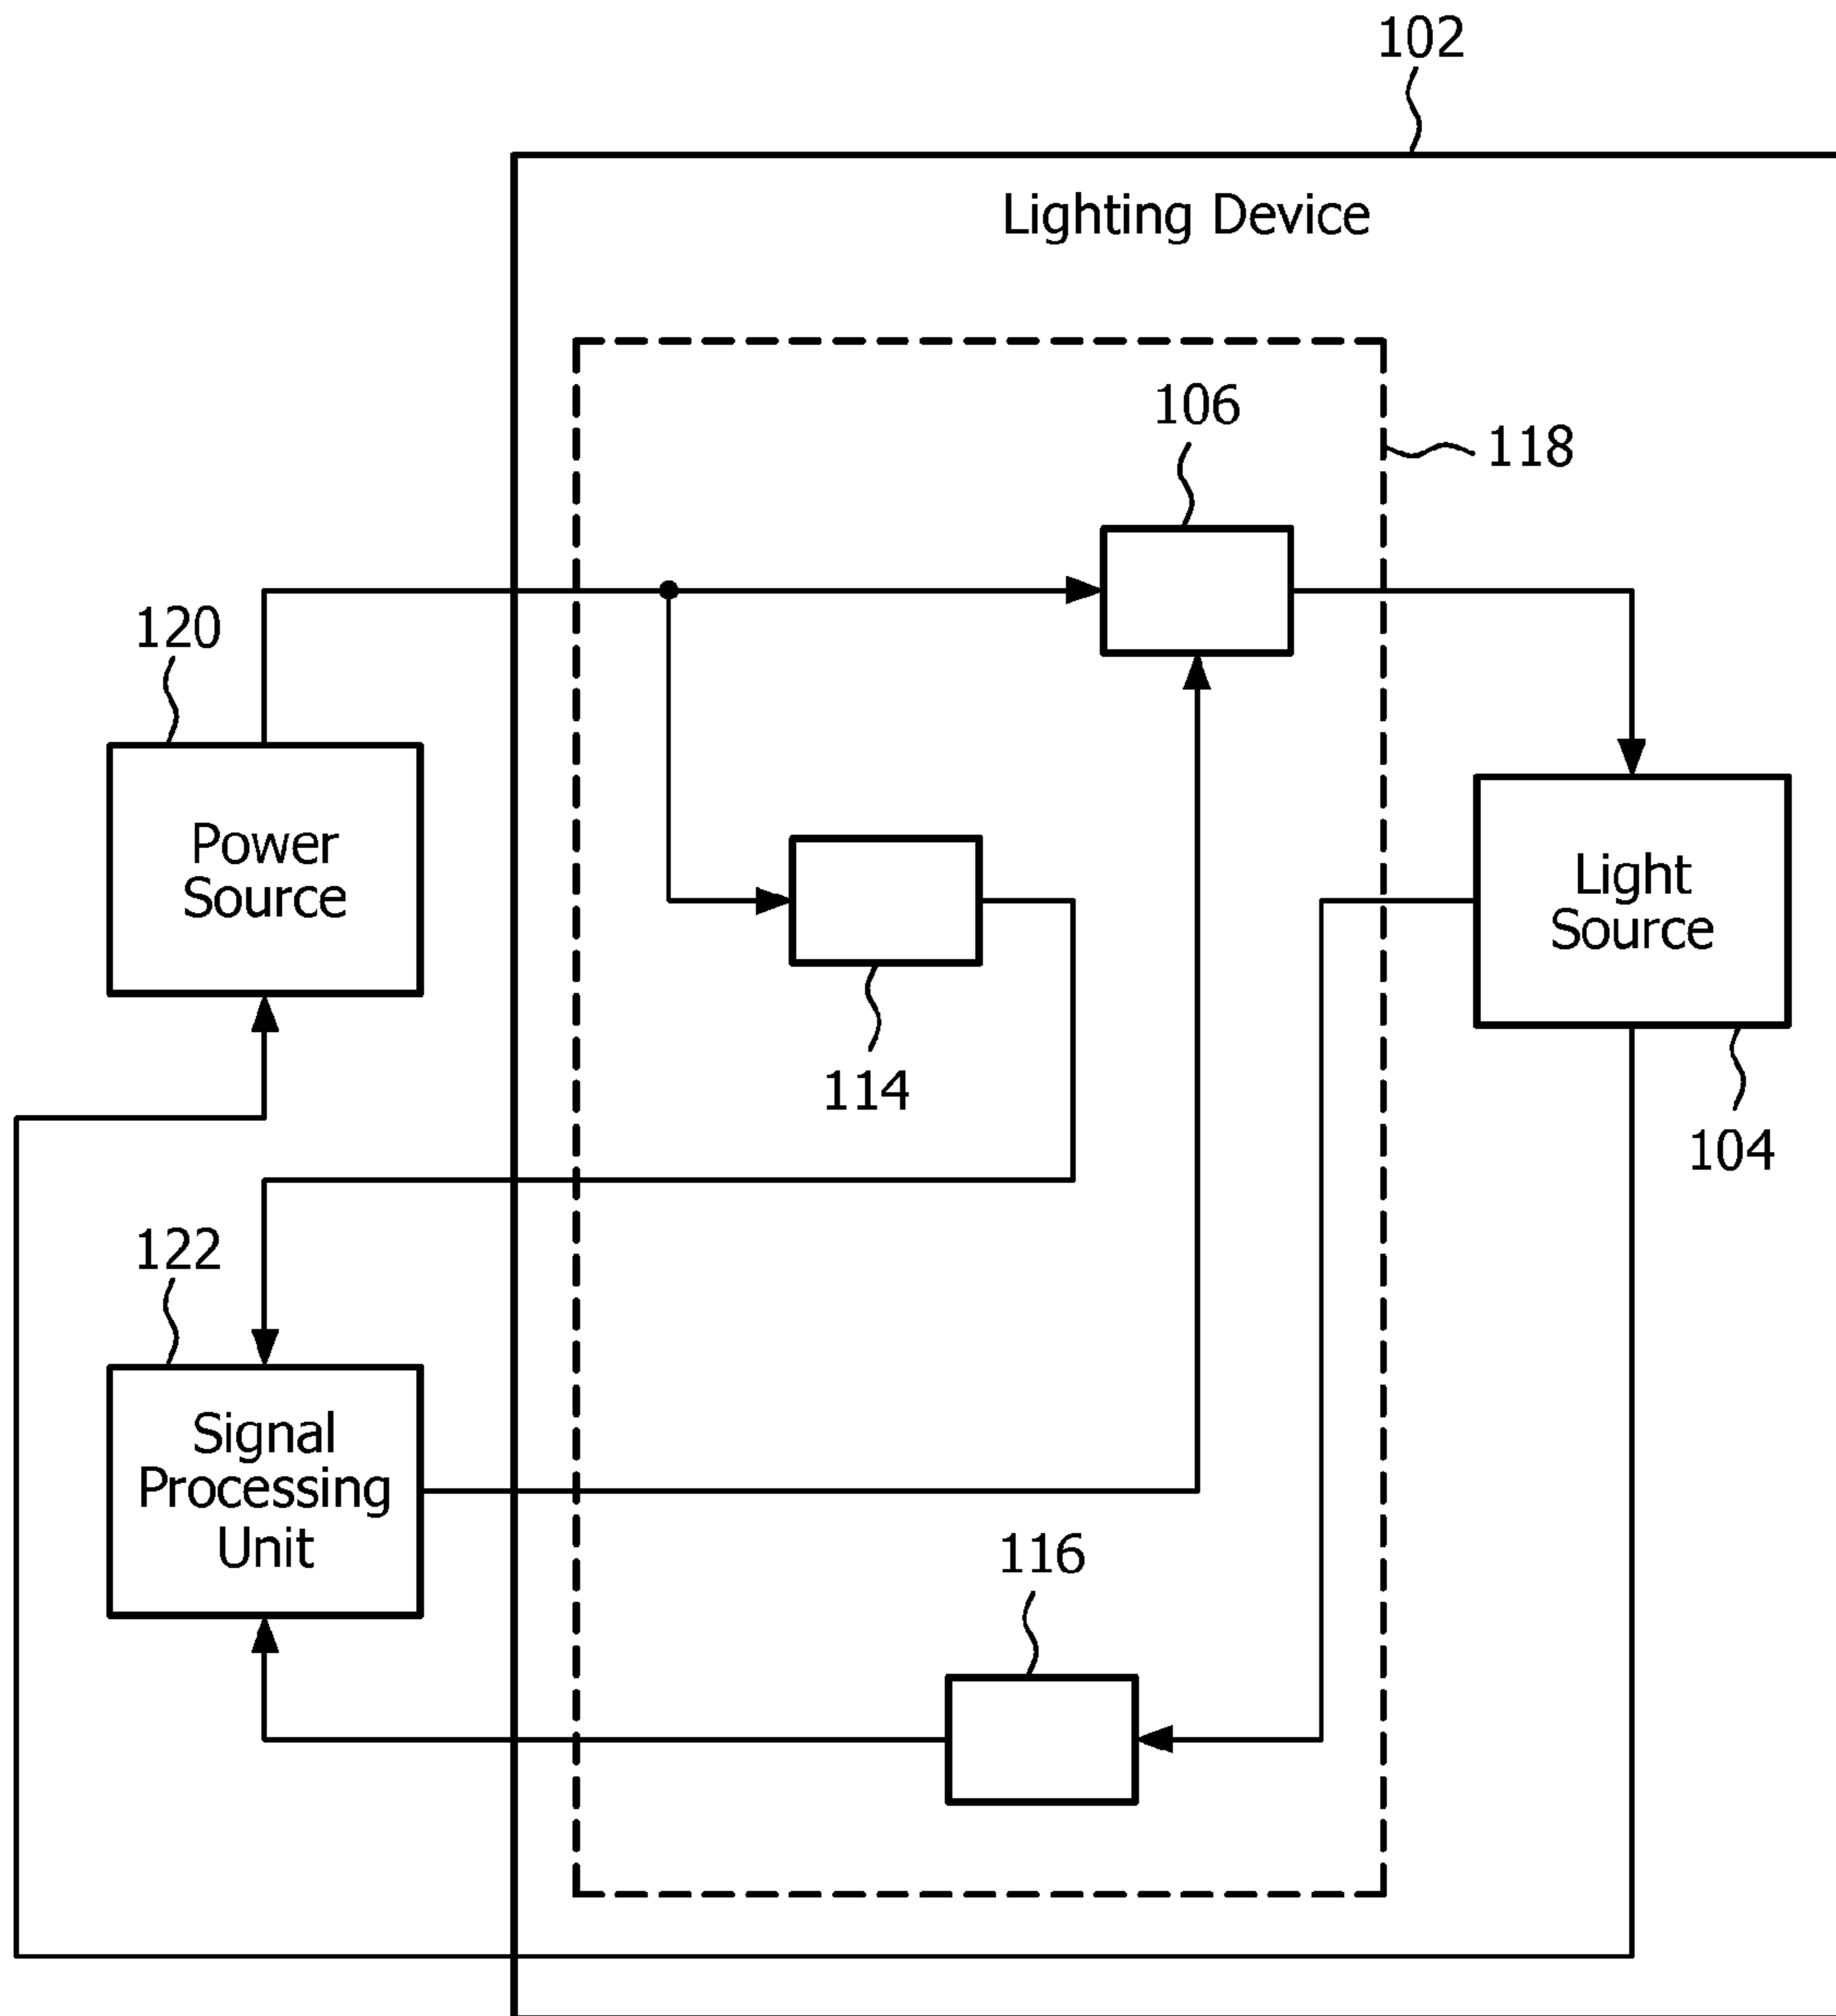 102
Lighting Device
106
118
120
Power
Source
Light
Source
114
104
122
Signal
Processing
Unit
116